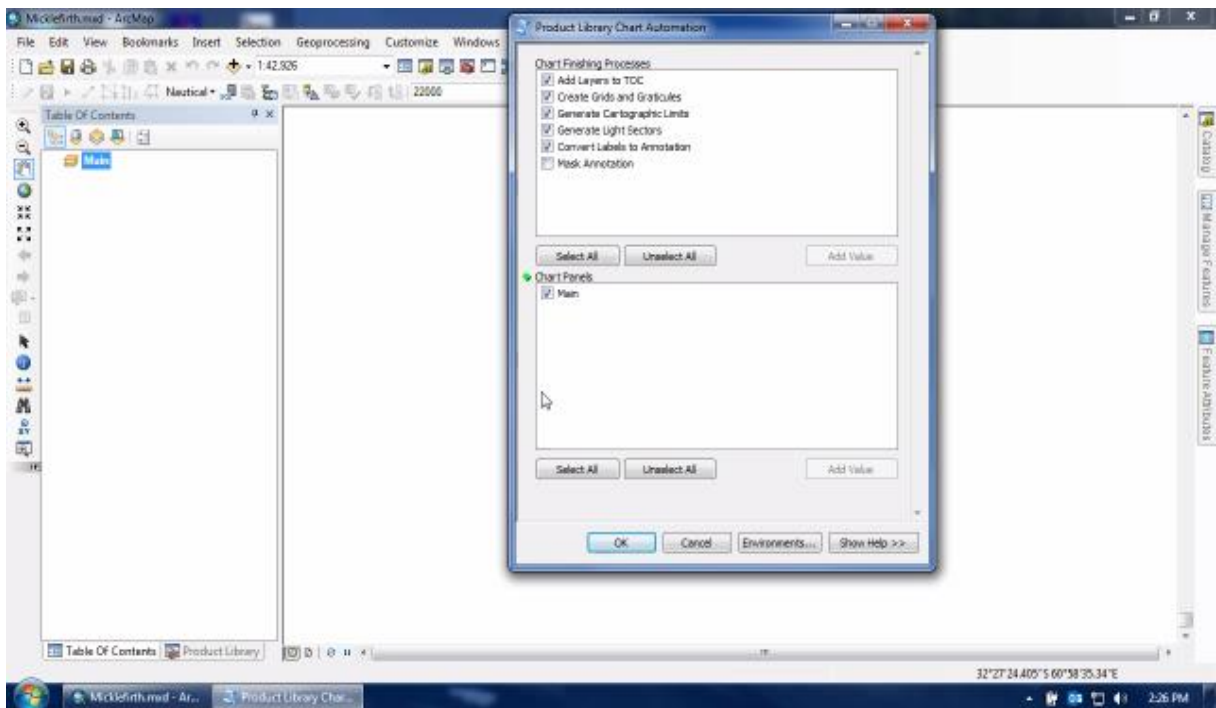 Micklefirth.mxd - ArcMap
File Edit View Bookmarks Insert Selection Geoprocessing Customize Windows
1:42,926
Nautical 22000
Table Of Contents
Main
Product Library Chart Automation
Chart Finishing Processes
Add Layers to TOC
Create Grids and Graticules
Generate Cartographic Limits
Generate Light Sectors
Convert Labels to Annotation
Mask Annotation
Select All Unselect All Add Value
Chart Panels
Main
Select All Unselect All Add Value
OK Cancel Environments... Show Help >>
Catalog
Manage Features
Feature Attributes
Table Of Contents Product Library
32°27'24.405"S 60°58'35.34"E
Micklefirth.mxd - Ar... Product Library Char...
2:26 PM